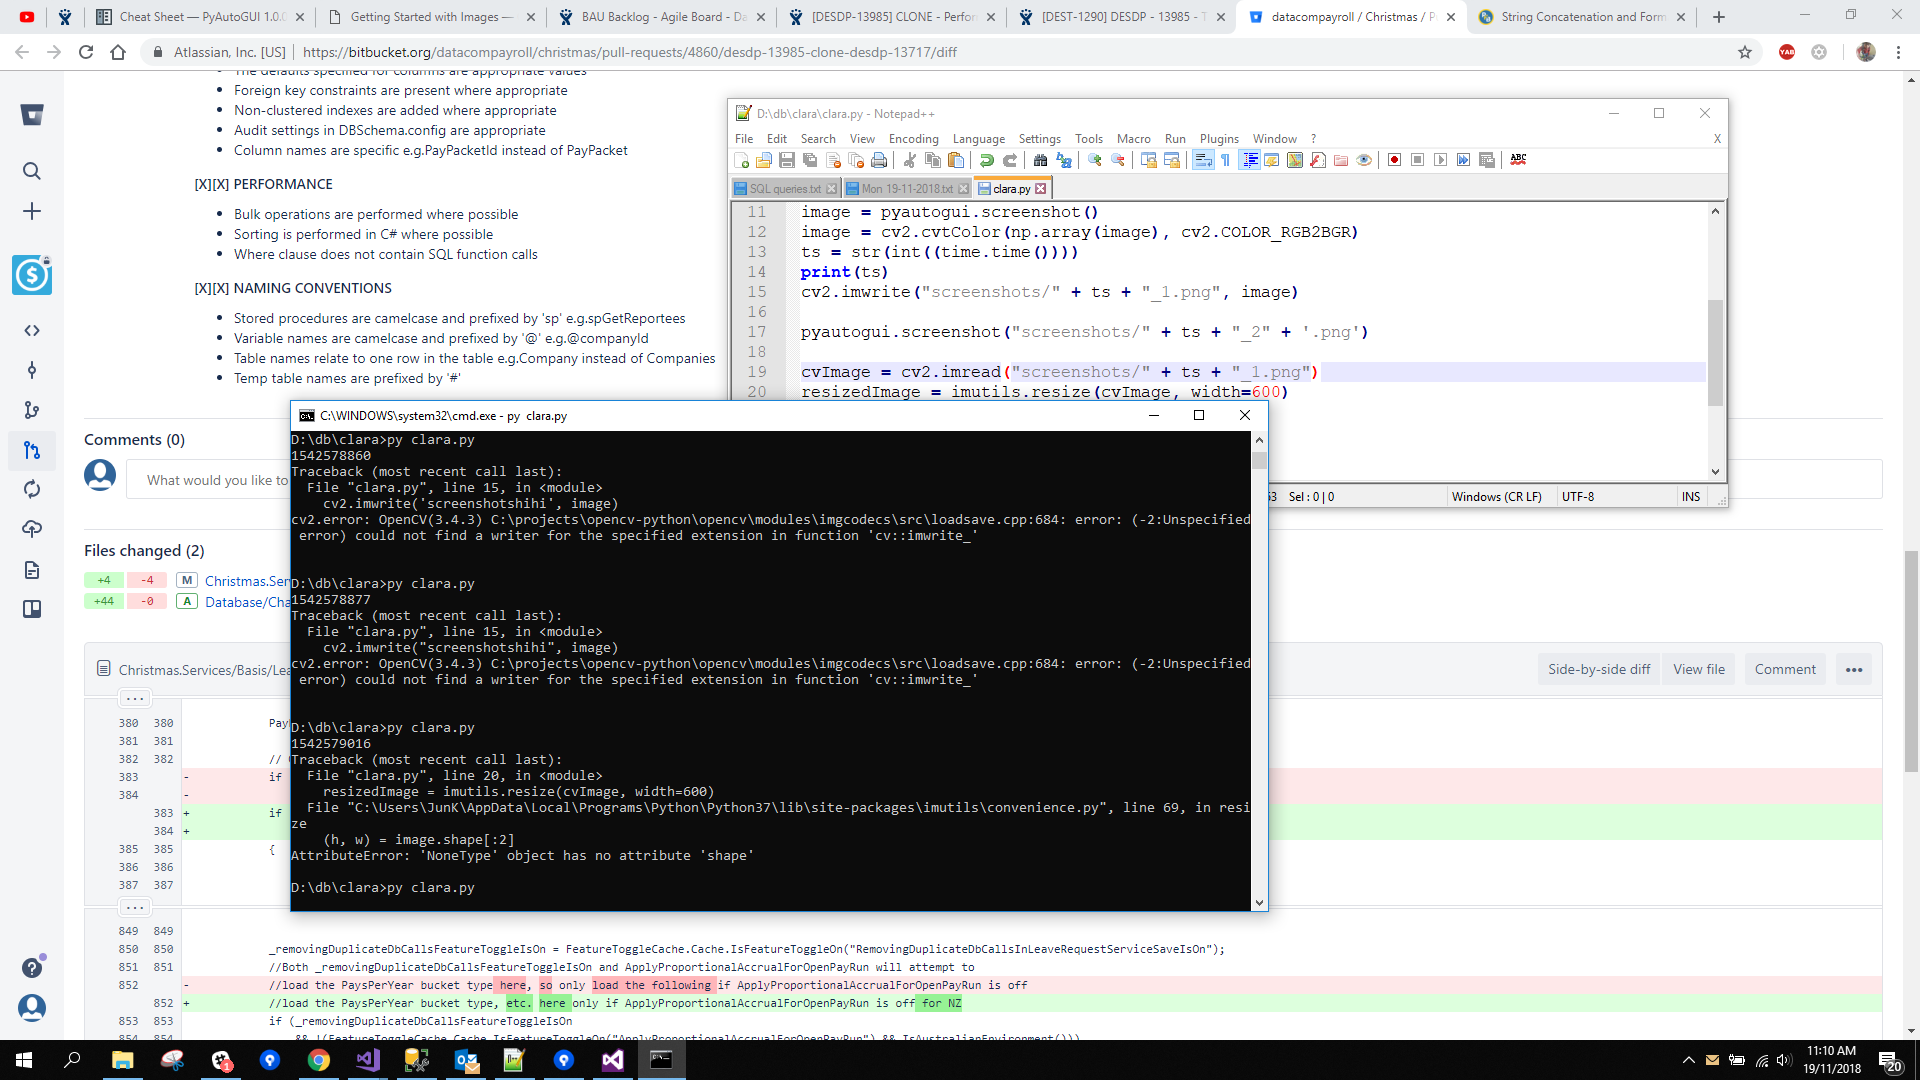 Cheat Sheet — PyAutoGUI 1.0.0
Getting Started with Images —
BAU Backlog - Agile Board - Da
[DESDP-13985] CLONE - Perfor
[DEST-1290] DESDP - 13985 - T
datacompayroll / Christmas / P
String Concatenation and Form
Atlassian, Inc. [US] | https://bitbucket.org/datacompayroll/christmas/pull-requests/4860/desdp-13985-clone-desdp-13717/diff
The defaults specified for columns are appropriate values
Foreign key constraints are present where appropriate
Non-clustered indexes are added where appropriate
Audit settings in DBSchema.config are appropriate
Column names are specific e.g.PayPacketId instead of PayPacket
[X][X] PERFORMANCE
Bulk operations are performed where possible
Sorting is performed in C# where possible
Where clause does not contain SQL function calls
[X][X] NAMING CONVENTIONS
Stored procedures are camelcase and prefixed by 'sp' e.g.spGetReportees
Variable names are camelcase and prefixed by '@' e.g.@companyId
Table names relate to one row in the table e.g.Company instead of Companies
Temp table names are prefixed by '#'
D:\db\clara\clara.py - Notepad++
File Edit Search View Encoding Language Settings Tools Macro Run Plugins Window ? X
SQL queries.txt Mon 19-11-2018.txt clara.py
11 image = pyautogui.screenshot()
12 image = cv2.cvtColor(np.array(image), cv2.COLOR_RGB2BGR)
13 ts = str(int((time.time())))
14 print(ts)
15 cv2.imwrite("screenshots/" + ts + "_1.png", image)
16
17 pyautogui.screenshot("screenshots/" + ts + "_2" + '.png')
18
19 cvImage = cv2.imread("screenshots/" + ts + "_1.png")
20 resizedImage = imutils.resize(cvImage, width=600)
63 Sel : 0 | 0 Windows (CR LF) UTF-8 INS
Comments (0)
What would you like to
Files changed (2)
+4 -4 M Christmas.Ser
+44 -0 A Database/Cha
C:\WINDOWS\system32\cmd.exe - py clara.py
D:\db\clara>py clara.py
1542578860
Traceback (most recent call last):
File "clara.py", line 15, in <module>
cv2.imwrite('screenshotshihi', image)
cv2.error: OpenCV(3.4.3) C:\projects\opencv-python\opencv\modules\imgcodecs\src\loadsave.cpp:684: error: (-2:Unspecified
error) could not find a writer for the specified extension in function 'cv::imwrite_'
D:\db\clara>py clara.py
1542578877
Traceback (most recent call last):
File "clara.py", line 15, in <module>
cv2.imwrite("screenshotshihi", image)
cv2.error: OpenCV(3.4.3) C:\projects\opencv-python\opencv\modules\imgcodecs\src\loadsave.cpp:684: error: (-2:Unspecified
error) could not find a writer for the specified extension in function 'cv::imwrite_'
D:\db\clara>py clara.py
1542579016
Traceback (most recent call last):
File "clara.py", line 20, in <module>
resizedImage = imutils.resize(cvImage, width=600)
File "C:\Users\JunK\AppData\Local\Programs\Python\Python37\lib\site-packages\imutils\convenience.py", line 69, in resi
ze
(h, w) = image.shape[:2]
AttributeError: 'NoneType' object has no attribute 'shape'
D:\db\clara>py clara.py
Christmas.Services/Basis/Lea
Side-by-side diff View file Comment •••
380 380 Pay
381 381
382 382 //
383 - if
384 -
383 + if
384 +
385 385 {
386 386
387 387
849 849
850 850 _removingDuplicateDbCallsFeatureToggleIsOn = FeatureToggleCache.Cache.IsFeatureToggleOn("RemovingDuplicateDbCallsInLeaveRequestServiceSaveIsOn");
851 851 //Both _removingDuplicateDbCallsFeatureToggleIsOn and ApplyProportionalAccrualForOpenPayRun will attempt to
852 - //load the PaysPerYear bucket type here, so only load the following if ApplyProportionalAccrualForOpenPayRun is off
852 + //load the PaysPerYear bucket type, etc. here only if ApplyProportionalAccrualForOpenPayRun is off for NZ
853 853 if (_removingDuplicateDbCallsFeatureToggleIsOn
854 854 && !(FeatureToggleCache.Cache.IsFeatureToggleOn("ApplyProportionalAccrualForOpenPayRun") && IsAustralianEnvironment()))
11:10 AM
19/11/2018
20